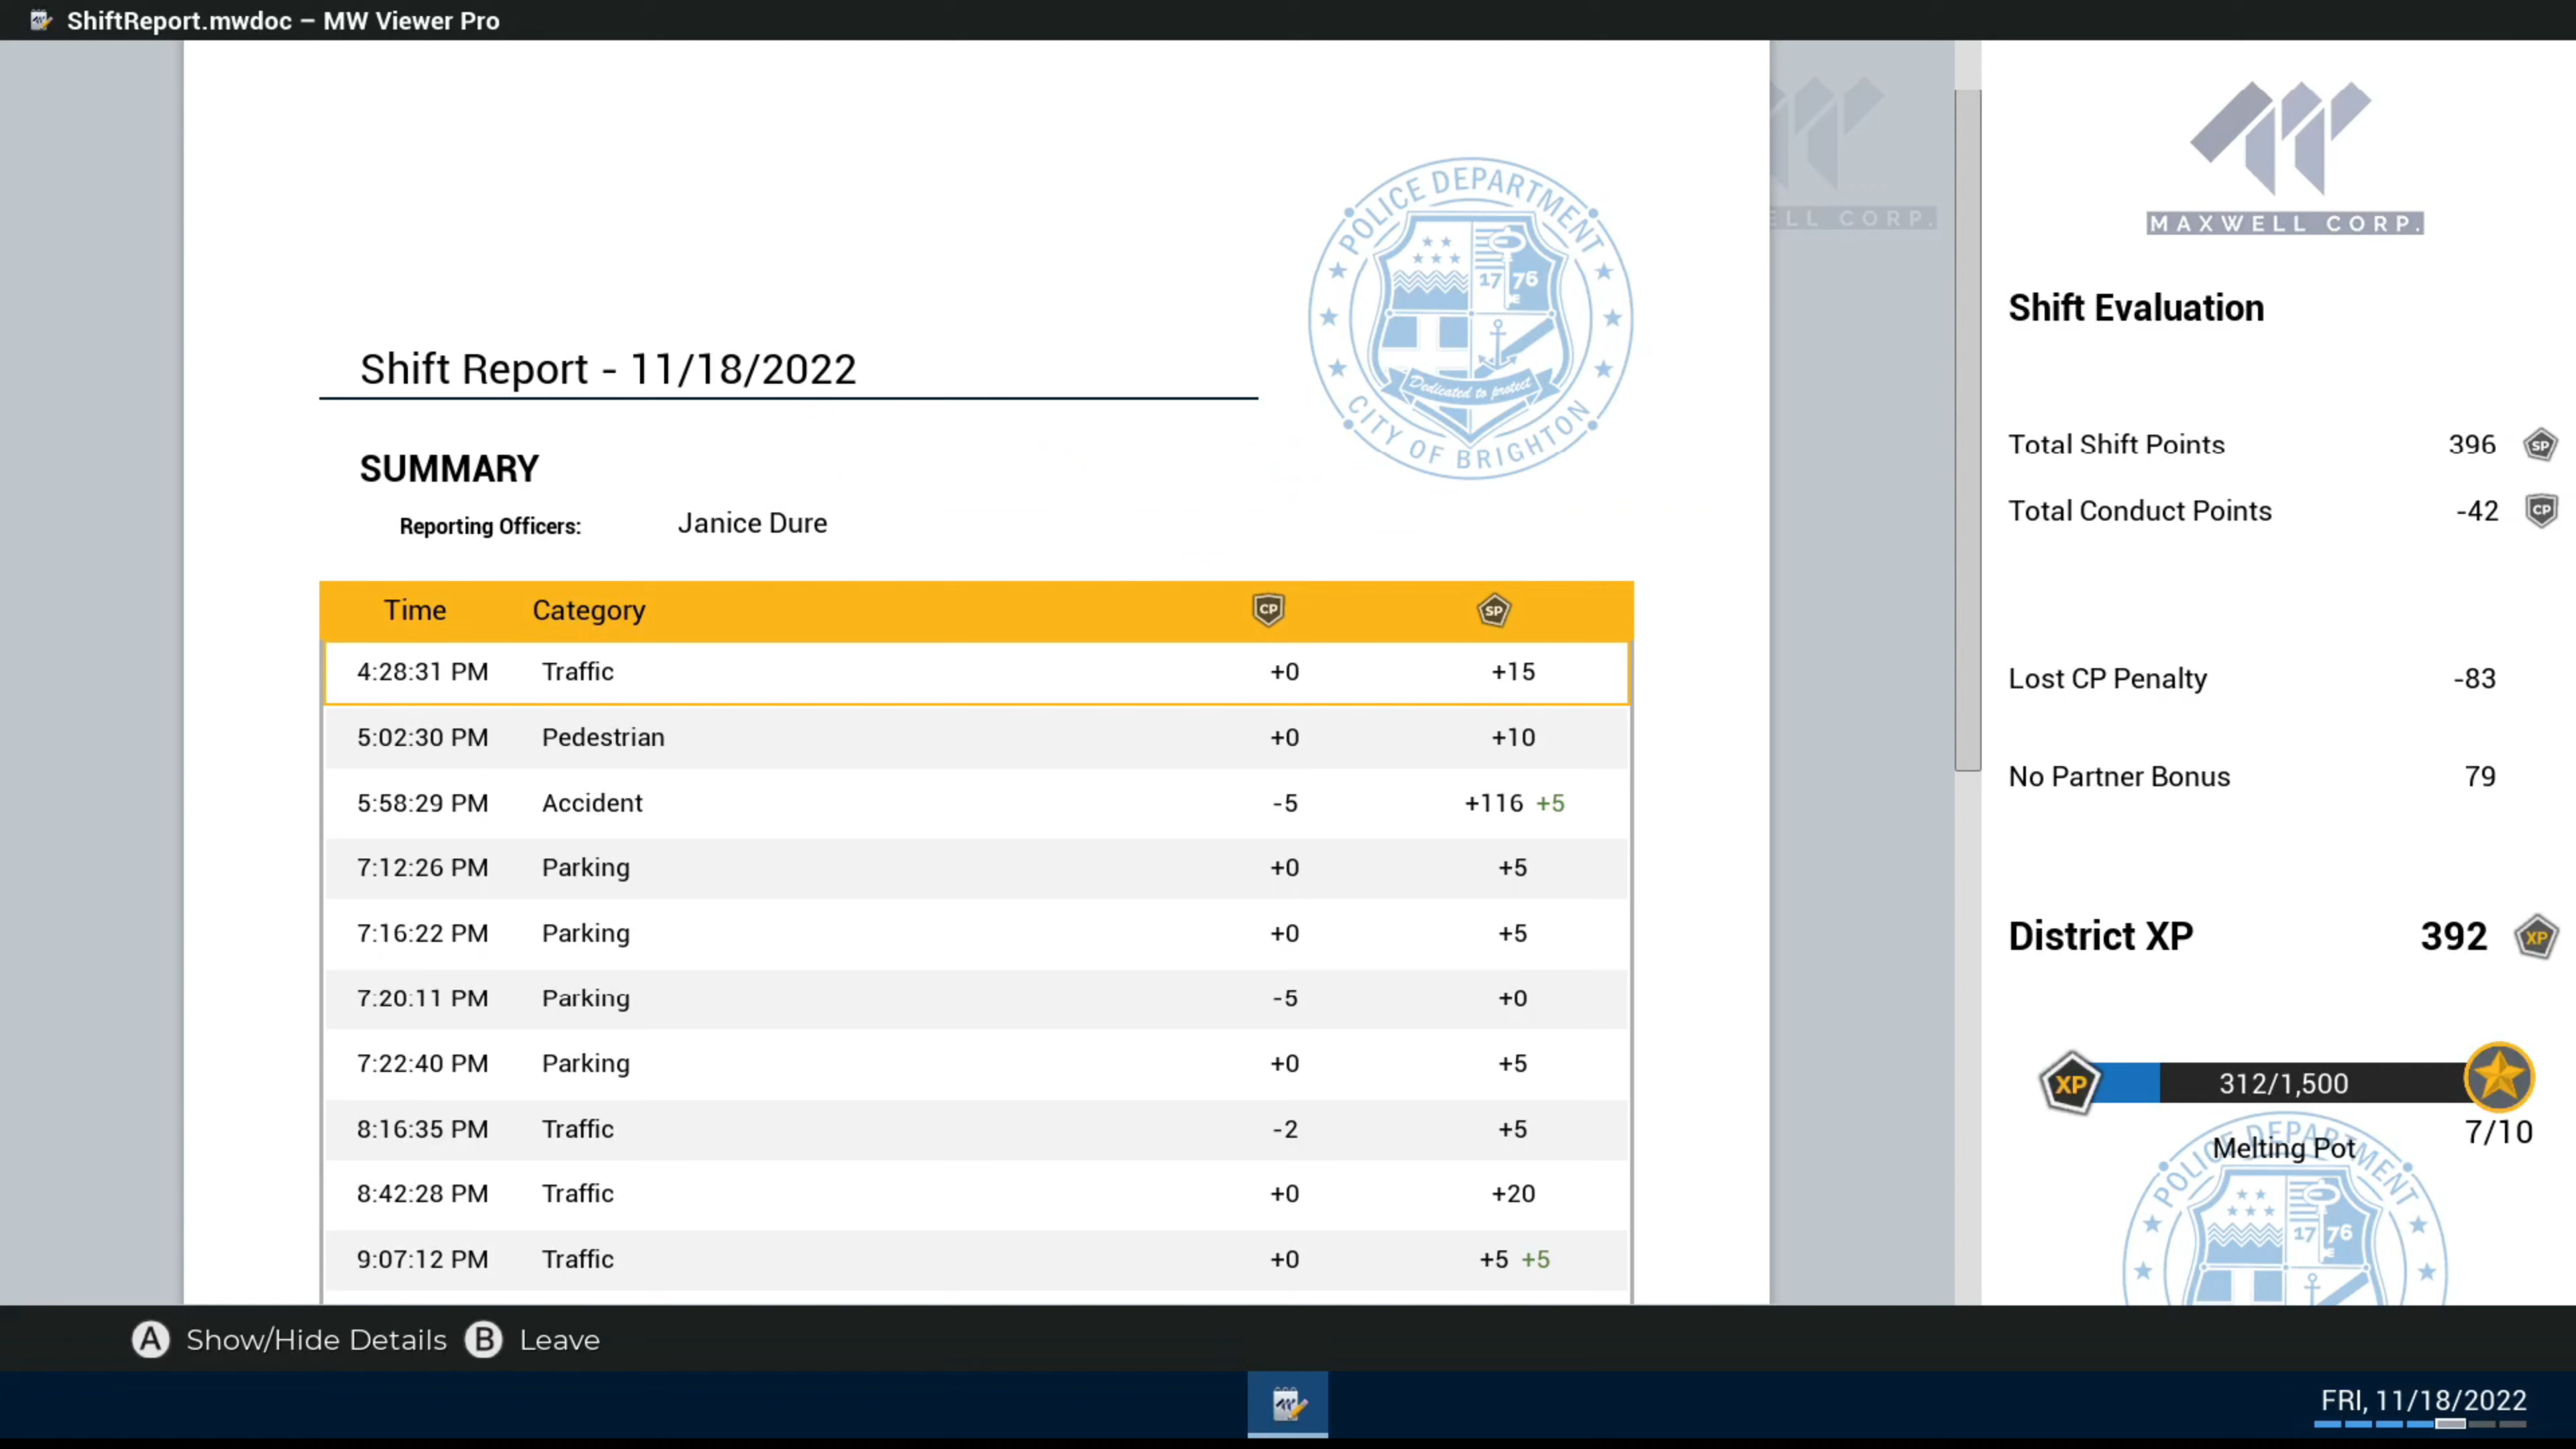 ShiftReport.mwdoc – MW Viewer Pro
POLICE DEPARTMENT
17 76
Dedicated to protect
CITY OF BRIGHTON
Shift Report - 11/18/2022
SUMMARY
Reporting Officers: Janice Dure
Time Category CP SP
4:28:31 PM Traffic +0 +15
5:02:30 PM Pedestrian +0 +10
5:58:29 PM Accident -5 +116 +5
7:12:26 PM Parking +0 +5
7:16:22 PM Parking +0 +5
7:20:11 PM Parking -5 +0
7:22:40 PM Parking +0 +5
8:16:35 PM Traffic -2 +5
8:42:28 PM Traffic +0 +20
9:07:12 PM Traffic +0 +5 +5
ELL CORP.
MAXWELL CORP.
Shift Evaluation
Total Shift Points 396 SP
Total Conduct Points -42 CP
Lost CP Penalty -83
No Partner Bonus 79
District XP 392 XP
XP 312/1,500
7/10
Melting Pot
POLICE DEPARTMENT
17 76
A Show/Hide Details B Leave
FRI, 11/18/2022